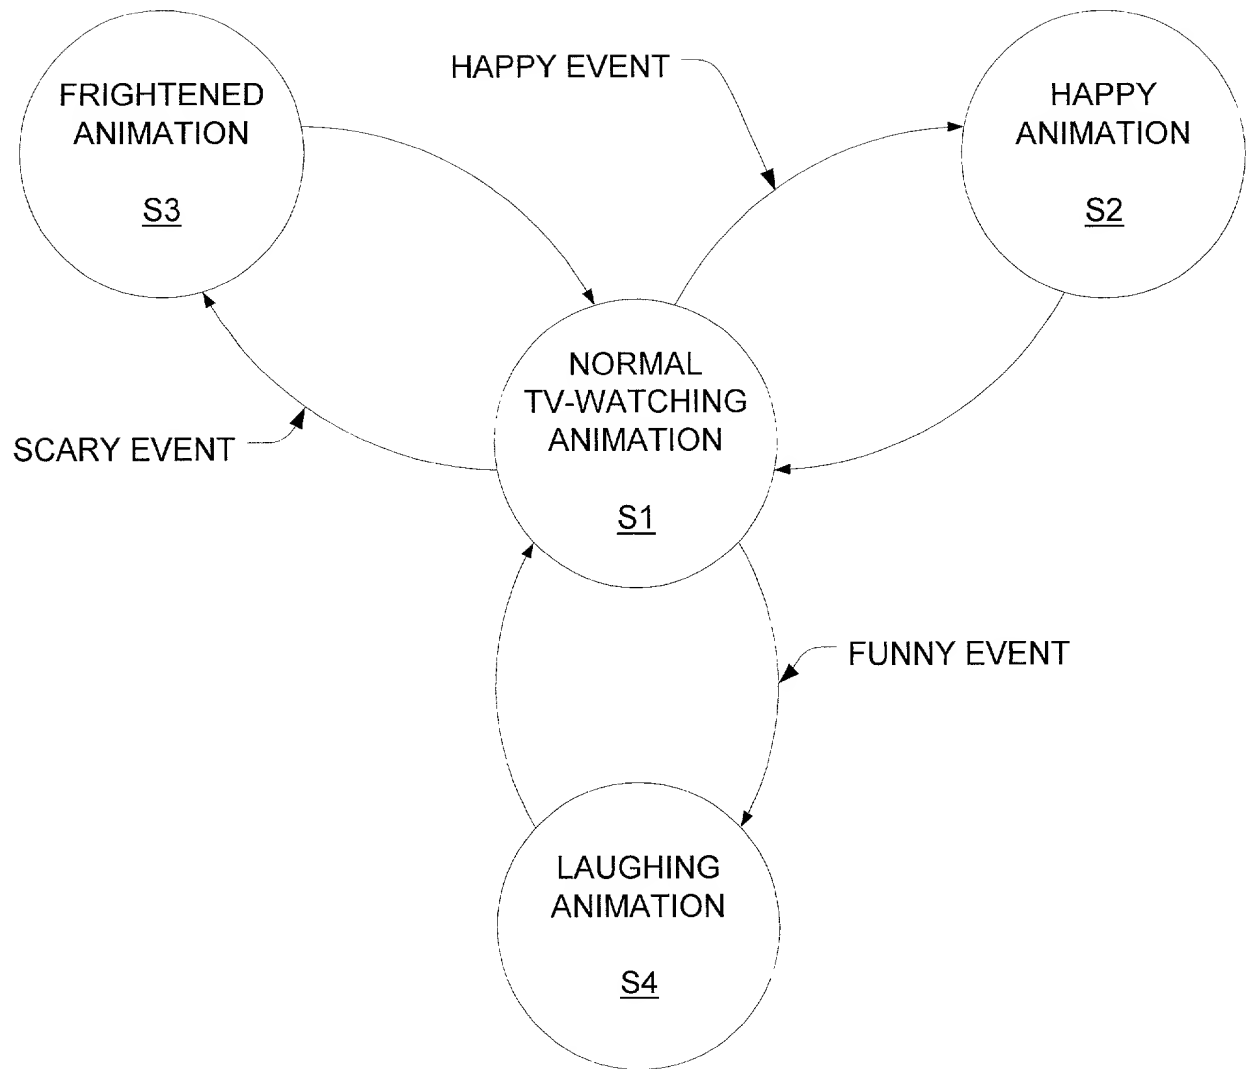 HAPPY EVENT
FRIGHTENED
ANIMATION
S3
HAPPY
ANIMATION
S2
NORMAL
TV-WATCHING
ANIMATION
S1
SCARY EVENT
FUNNY EVENT
LAUGHING
ANIMATION
S4